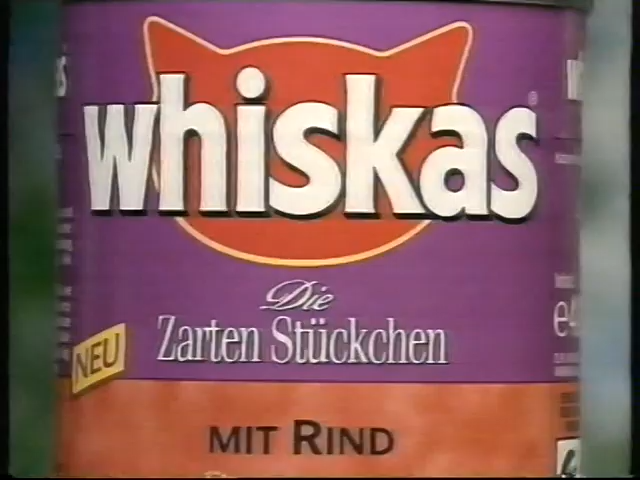 whiskas
Die
Zarten Stückchen
NEU
MIT RIND